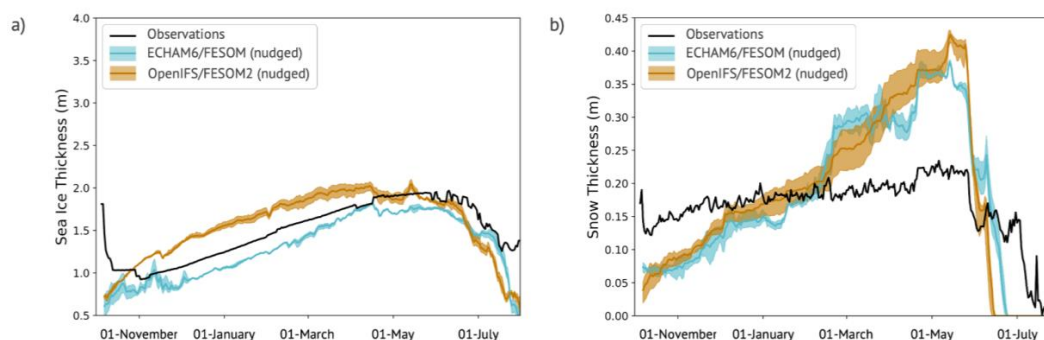 a)
Sea Ice Thickness (m)
4.0
3.5
3.0
2.5
2.0
1.5
1.0
0.5
Observations
ECHAM6/FESOM (nudged)
OpenIFS/FESOM2 (nudged)
01-November
01-January
01-March
01-May
01-July
b)
Snow Thickness (m)
0.45
0.40
0.35
0.30
0.25
0.20
0.15
0.10
0.05
0.00
Observations
ECHAM6/FESOM (nudged)
OpenIFS/FESOM2 (nudged)
01-November
01-January
01-March
01-May
01-July